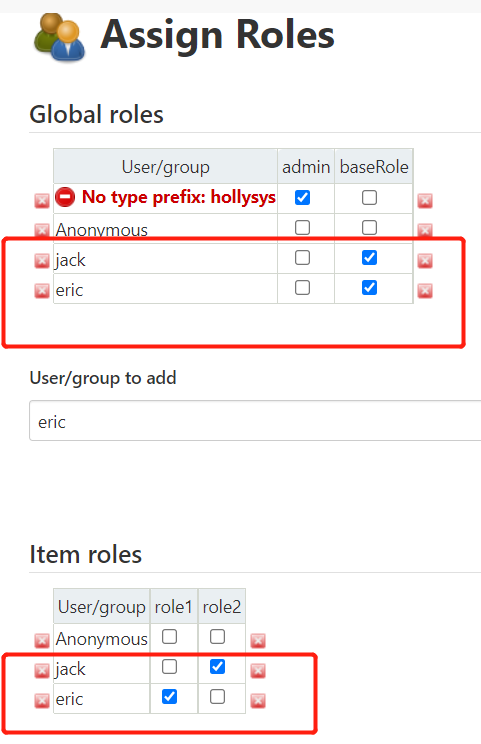 Assign Roles
Global roles
User/group admin baseRole
No type prefix: hollysys
Anonymous
jack
eric
User/group to add
eric
Item roles
User/group role1 role2
Anonymous
jack
eric